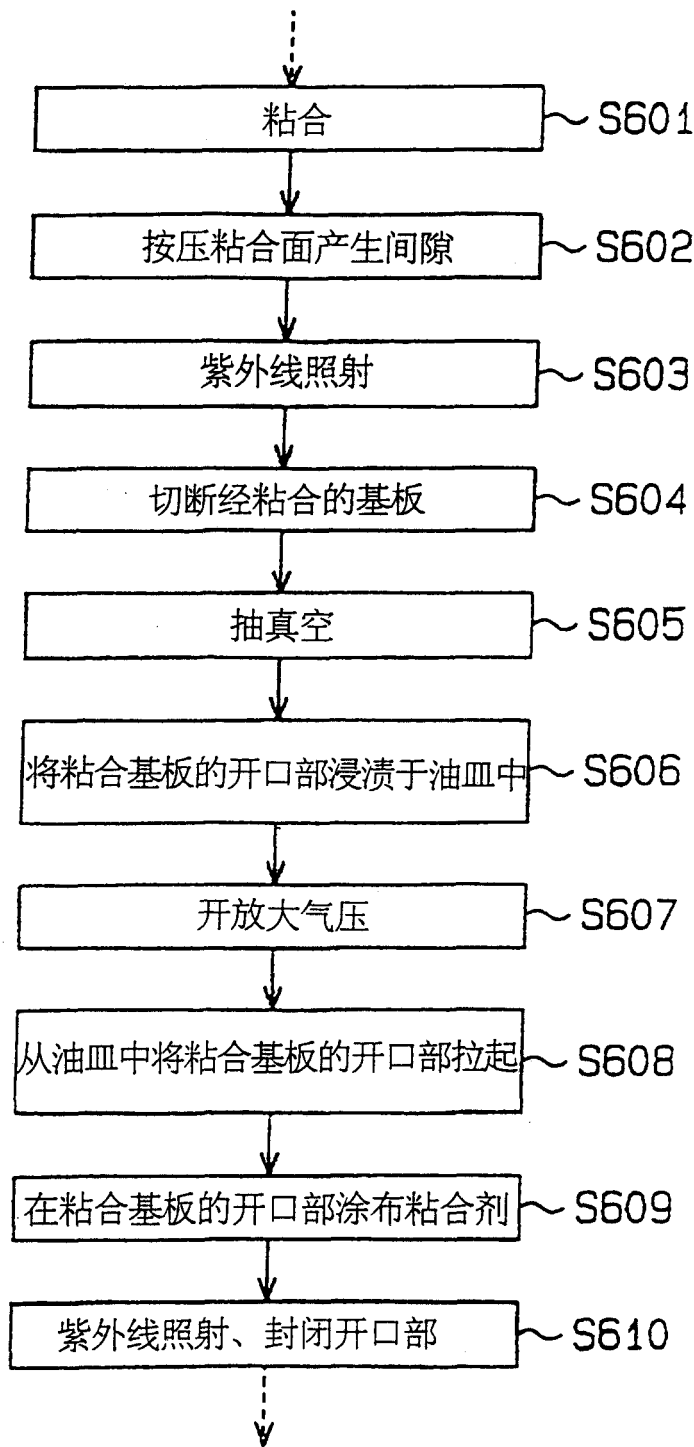 粘合 S601
按压粘合面产生间隙 S602
紫外线照射 S603
切断经粘合的基板 S604
抽真空 S605
将粘合基板的开口部浸渍于油皿中 S606
开放大气压 S607
从油皿中将粘合基板的开口部拉起 S608
在粘合基板的开口部涂布粘合剂 S609
紫外线照射、封闭开口部 S610